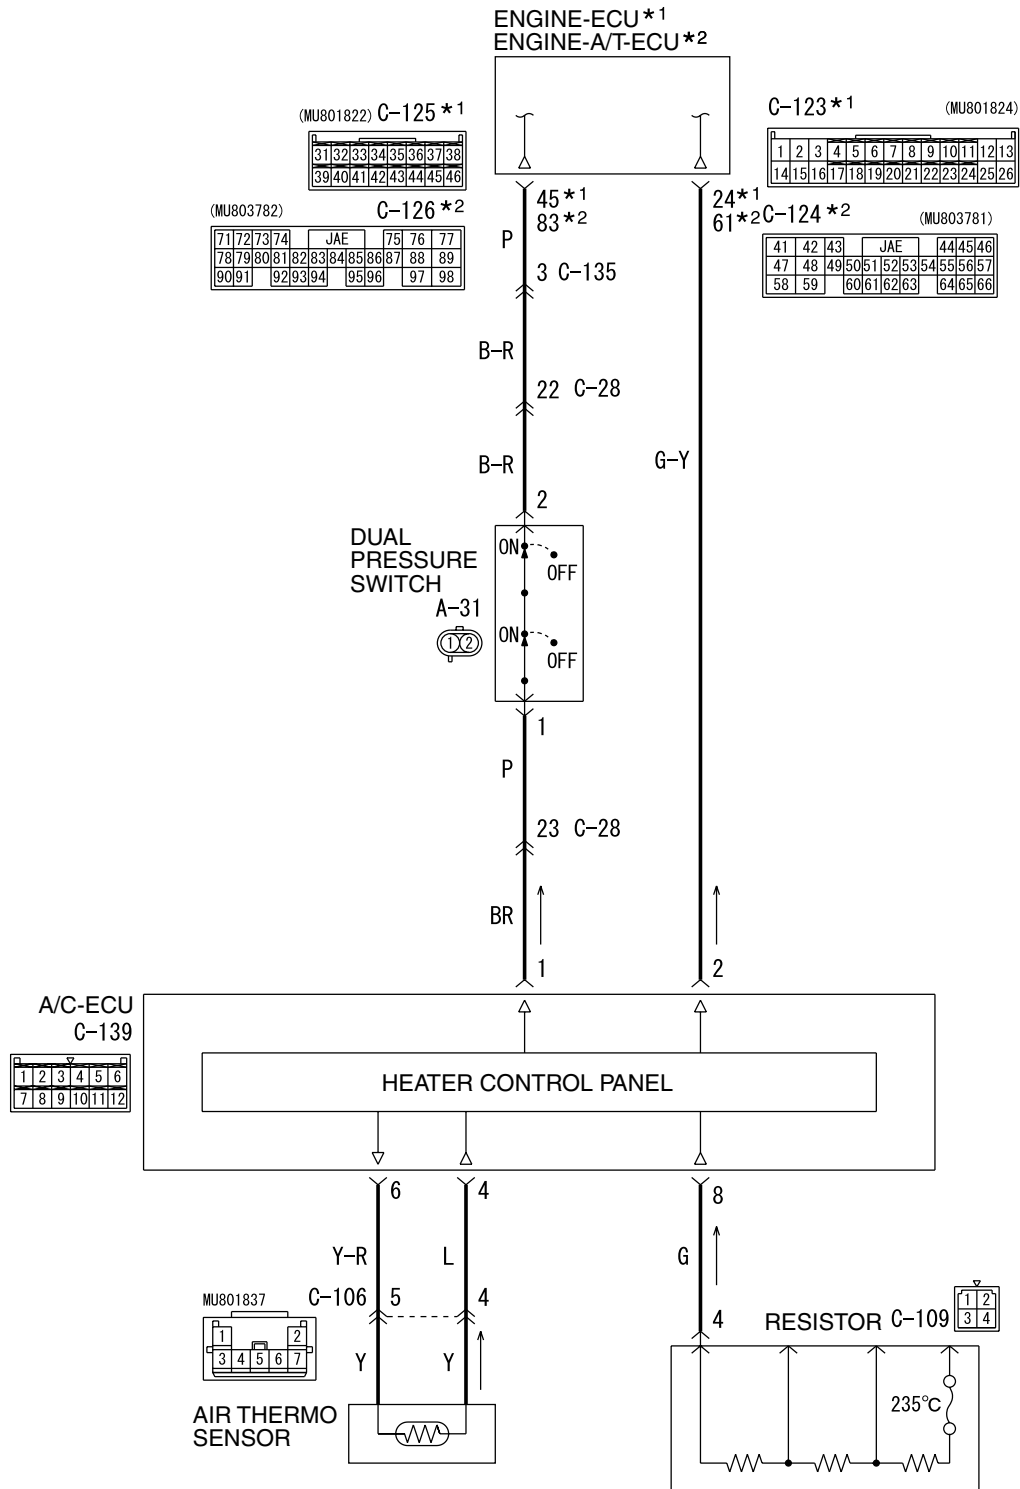 ENGINE-ECU*1
ENGINE-A/T-ECU*2
(MU801822) C-125*1
31 32 33 34 35 36 37 38
39 40 41 42 43 44 45 46
C-123*1 (MU801824)
1 2 3 4 5 6 7 8 9 10 11 12 13
14 15 16 17 18 19 20 21 22 23 24 25 26
(MU803782) C-126*2
71 72 73 74 JAE 75 76 77
78 79 80 81 82 83 84 85 86 87 88 89
90 91 92 93 94 95 96 97 98
45*1
83*2
24*1
61*2
C-124*2 (MU803781)
41 42 43 JAE 44 45 46
47 48 49 50 51 52 53 54 55 56 57
58 59 60 61 62 63 64 65 66
P
3 C-135
B-R
22 C-28
B-R
G-Y
2
DUAL
PRESSURE
SWITCH
A-31
1 2
ON
OFF
ON
OFF
1
P
23 C-28
BR
1
2
A/C-ECU
C-139
1 2 3 4 5 6
7 8 9 10 11 12
HEATER CONTROL PANEL
6
4
8
Y-R
L
G
MU801837
C-106
5
4
1 2
3 4 5 6 7
Y
Y
4
RESISTOR C-109
1 2
3 4
AIR THERMO
SENSOR
235°C